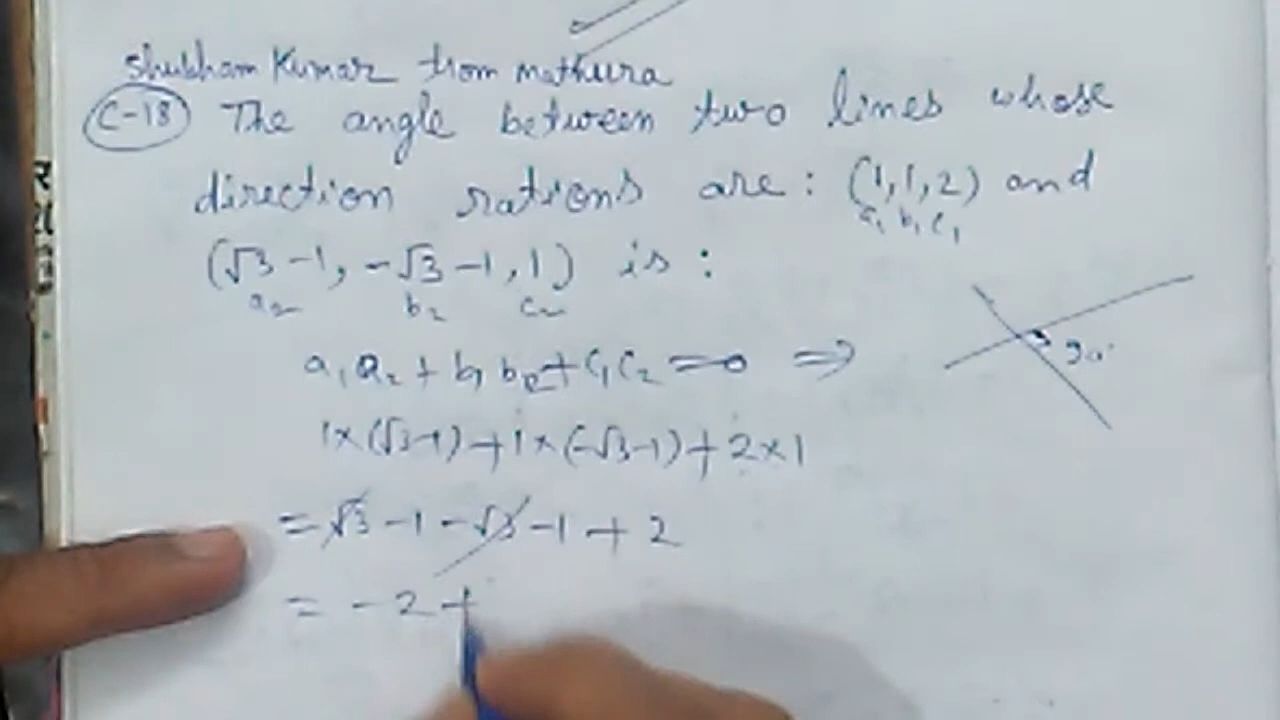 Shubham Kumar from mathura
C-18 The angle between two lines whose
direction rations are : (1,1,2) and
a₁ b₁ c₁
(√3-1, -√3-1, 1) is :
a₂ b₂ c₂
a₁a₂ + b₁b₂ + c₁c₂ = 0 ⇒
90°
1×(√3-1)+1×(-√3-1)+2×1
= √3 -1 -√3 -1 + 2
= -2 +